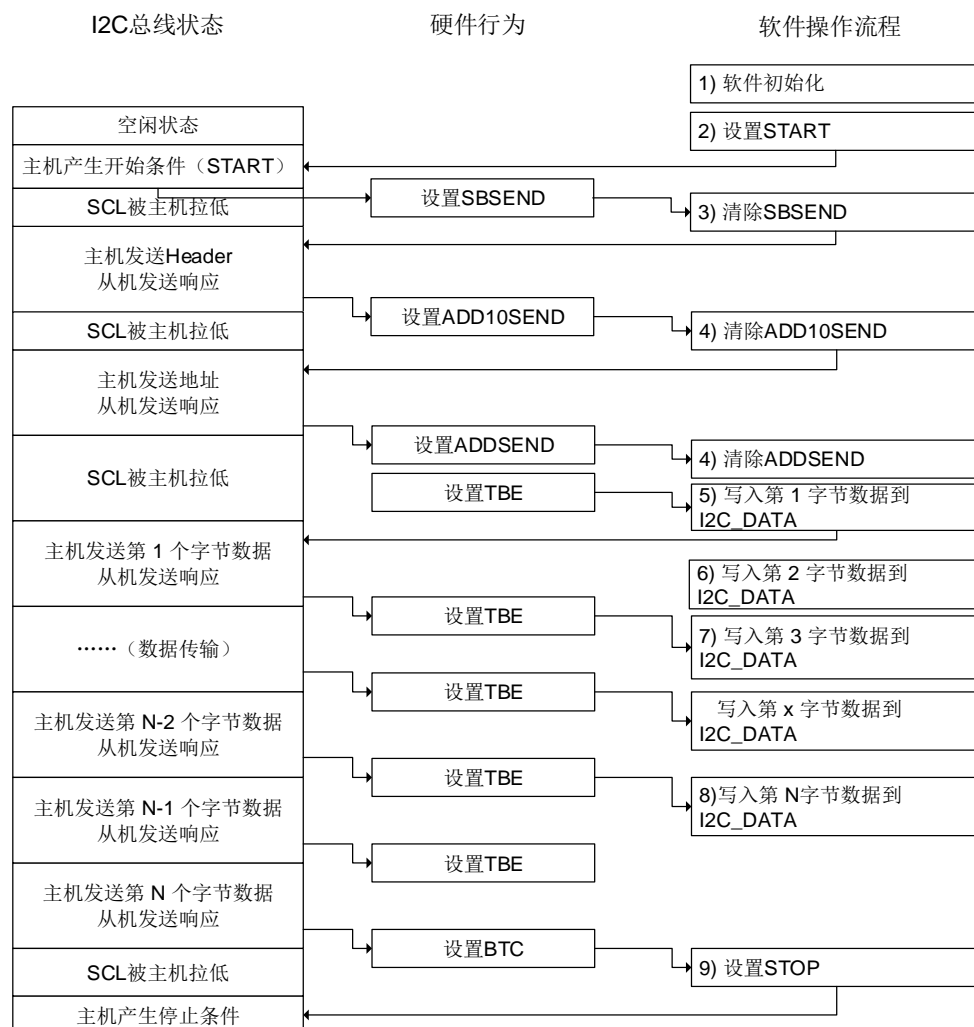 I2C总线状态 硬件行为 软件操作流程
1) 软件初始化
空闲状态
2) 设置START
主机产生开始条件（START）
SCL被主机拉低
设置SBSEND
3) 清除SBSEND
主机发送Header
从机发送响应
设置ADD10SEND
4) 清除ADD10SEND
SCL被主机拉低
主机发送地址
从机发送响应
设置ADDSEND
4) 清除ADDSEND
SCL被主机拉低
设置TBE
5) 写入第 1 字节数据到
I2C_DATA
主机发送第 1 个字节数据
从机发送响应
6) 写入第 2 字节数据到
I2C_DATA
设置TBE
7) 写入第 3 字节数据到
I2C_DATA
……（数据传输）
设置TBE
写入第 x 字节数据到
I2C_DATA
主机发送第 N-2 个字节数据
从机发送响应
设置TBE
8)写入第 N字节数据到
I2C_DATA
主机发送第 N-1 个字节数据
从机发送响应
设置TBE
主机发送第 N 个字节数据
从机发送响应
设置BTC
9) 设置STOP
SCL被主机拉低
主机产生停止条件